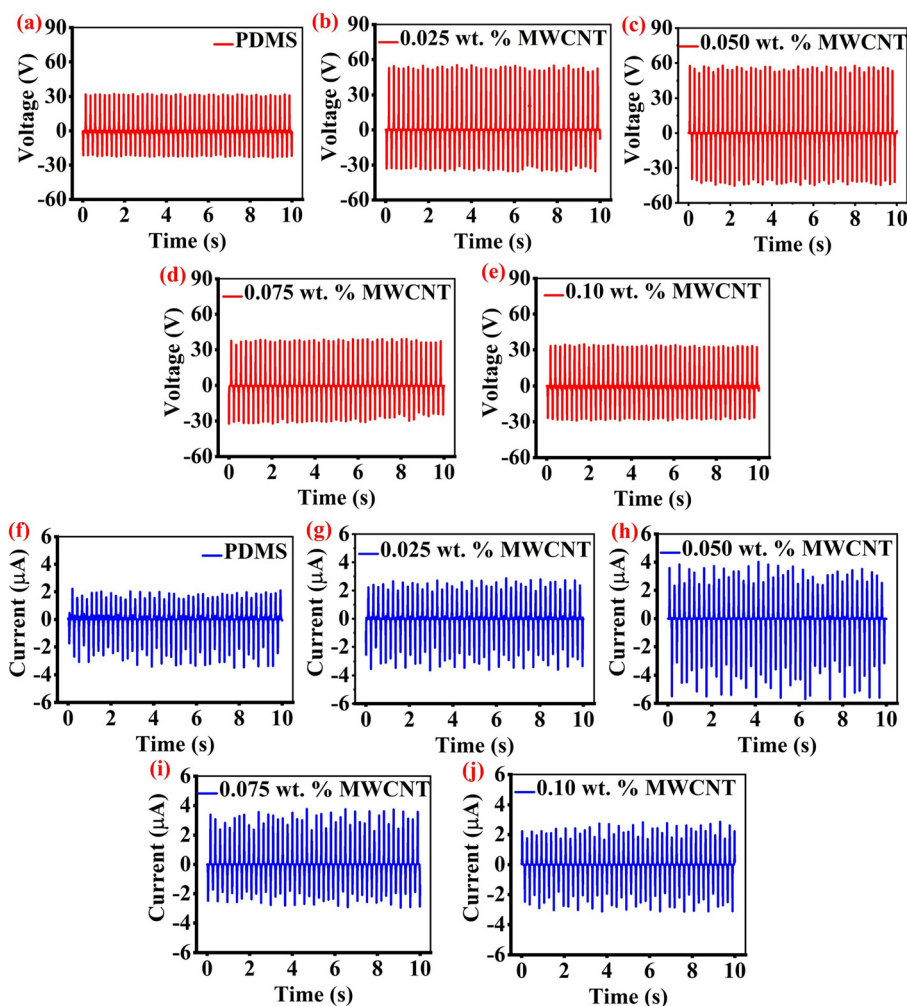 (a)
PDMS
90
60
30
0
-30
-60
Voltage (V)
0 2 4 6 8 10
Time (s)
(b)
0.025 wt. % MWCNT
90
60
30
0
-30
-60
Voltage (V)
0 2 4 6 8 10
Time (s)
(c)
0.050 wt. % MWCNT
90
60
30
0
-30
-60
Voltage (V)
0 2 4 6 8 10
Time (s)
(d)
0.075 wt. % MWCNT
90
60
30
0
-30
-60
Voltage (V)
0 2 4 6 8 10
Time (s)
(e)
0.10 wt. % MWCNT
90
60
30
0
-30
-60
Voltage (V)
0 2 4 6 8 10
Time (s)
(f)
PDMS
6
4
2
0
-2
-4
-6
Current (μA)
0 2 4 6 8 10
Time (s)
(g)
0.025 wt. % MWCNT
6
4
2
0
-2
-4
-6
Current (μA)
0 2 4 6 8 10
Time (s)
(h)
0.050 wt. % MWCNT
6
4
2
0
-2
-4
-6
Current (μA)
0 2 4 6 8 10
Time (s)
(i)
0.075 wt. % MWCNT
6
4
2
0
-2
-4
-6
Current (μA)
0 2 4 6 8 10
Time (s)
(j)
0.10 wt. % MWCNT
6
4
2
0
-2
-4
-6
Current (μA)
0 2 4 6 8 10
Time (s)